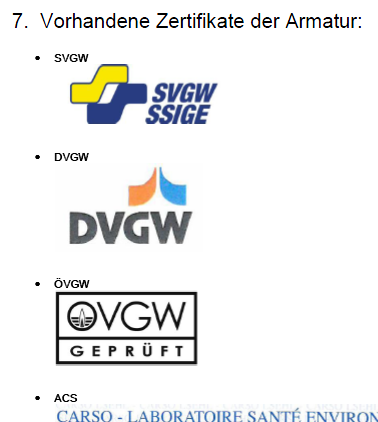 7. Vorhandene Zertifikate der Armatur:
• SVGW
SVGW
SSIGE
• DVGW
DVGW
• ÖVGW
ÖVGW
GEPRÜFT
• ACS
CARSO - LABORATOIRE SANTÉ ENVIRON